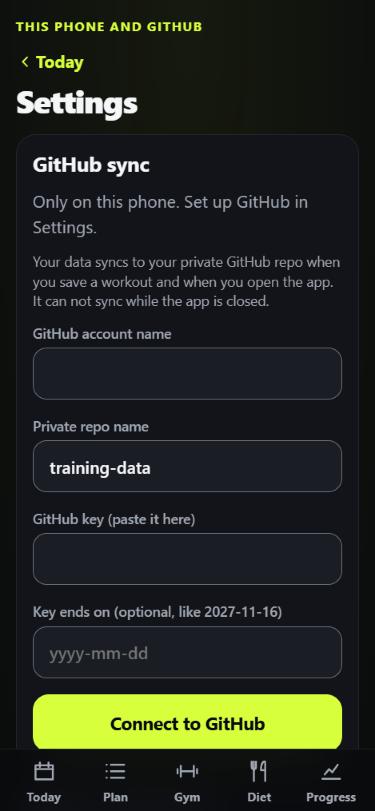 THIS PHONE AND GITHUB
Today
Settings
GitHub sync
Only on this phone. Set up GitHub in
Settings.
Your data syncs to your private GitHub repo when
you save a workout and when you open the app.
It can not sync while the app is closed.
GitHub account name
Private repo name
training-data
GitHub key (paste it here)
Key ends on (optional, like 2027-11-16)
yyyy-mm-dd
Connect to GitHub
Today Plan Gym Diet Progress